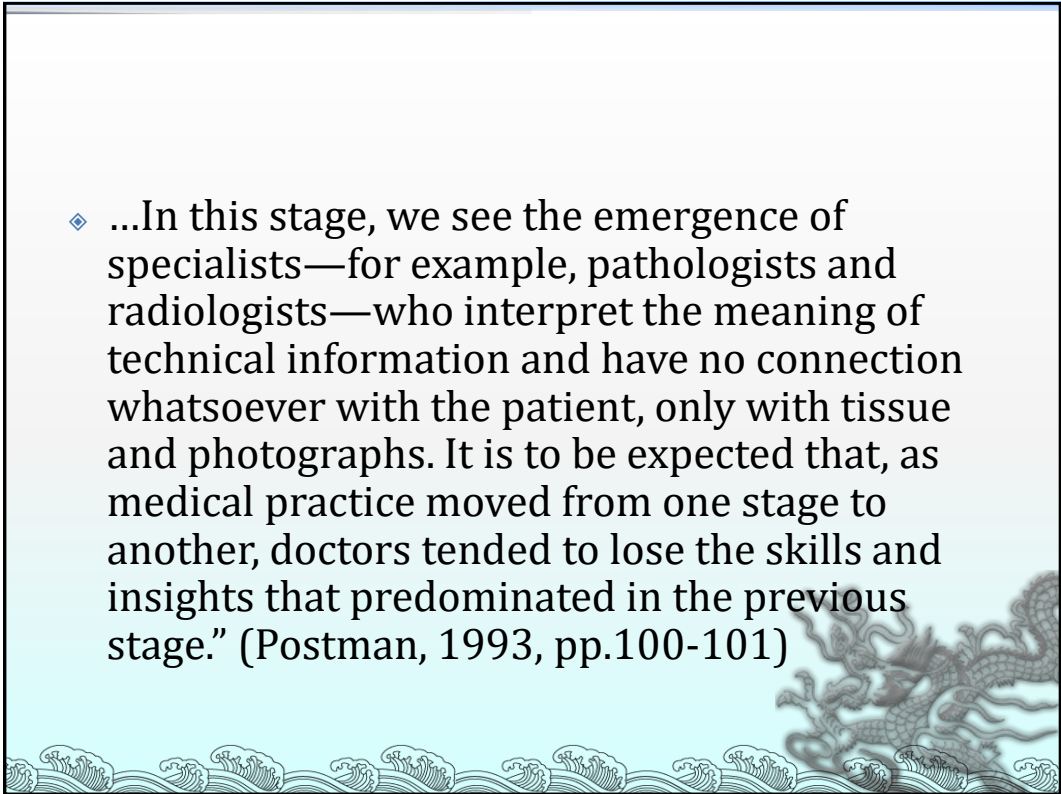 …In this stage, we see the emergence of
specialists—for example, pathologists and
radiologists—who interpret the meaning of
technical information and have no connection
whatsoever with the patient, only with tissue
and photographs. It is to be expected that, as
medical practice moved from one stage to
another, doctors tended to lose the skills and
insights that predominated in the previous
stage.” (Postman, 1993, pp.100-101)